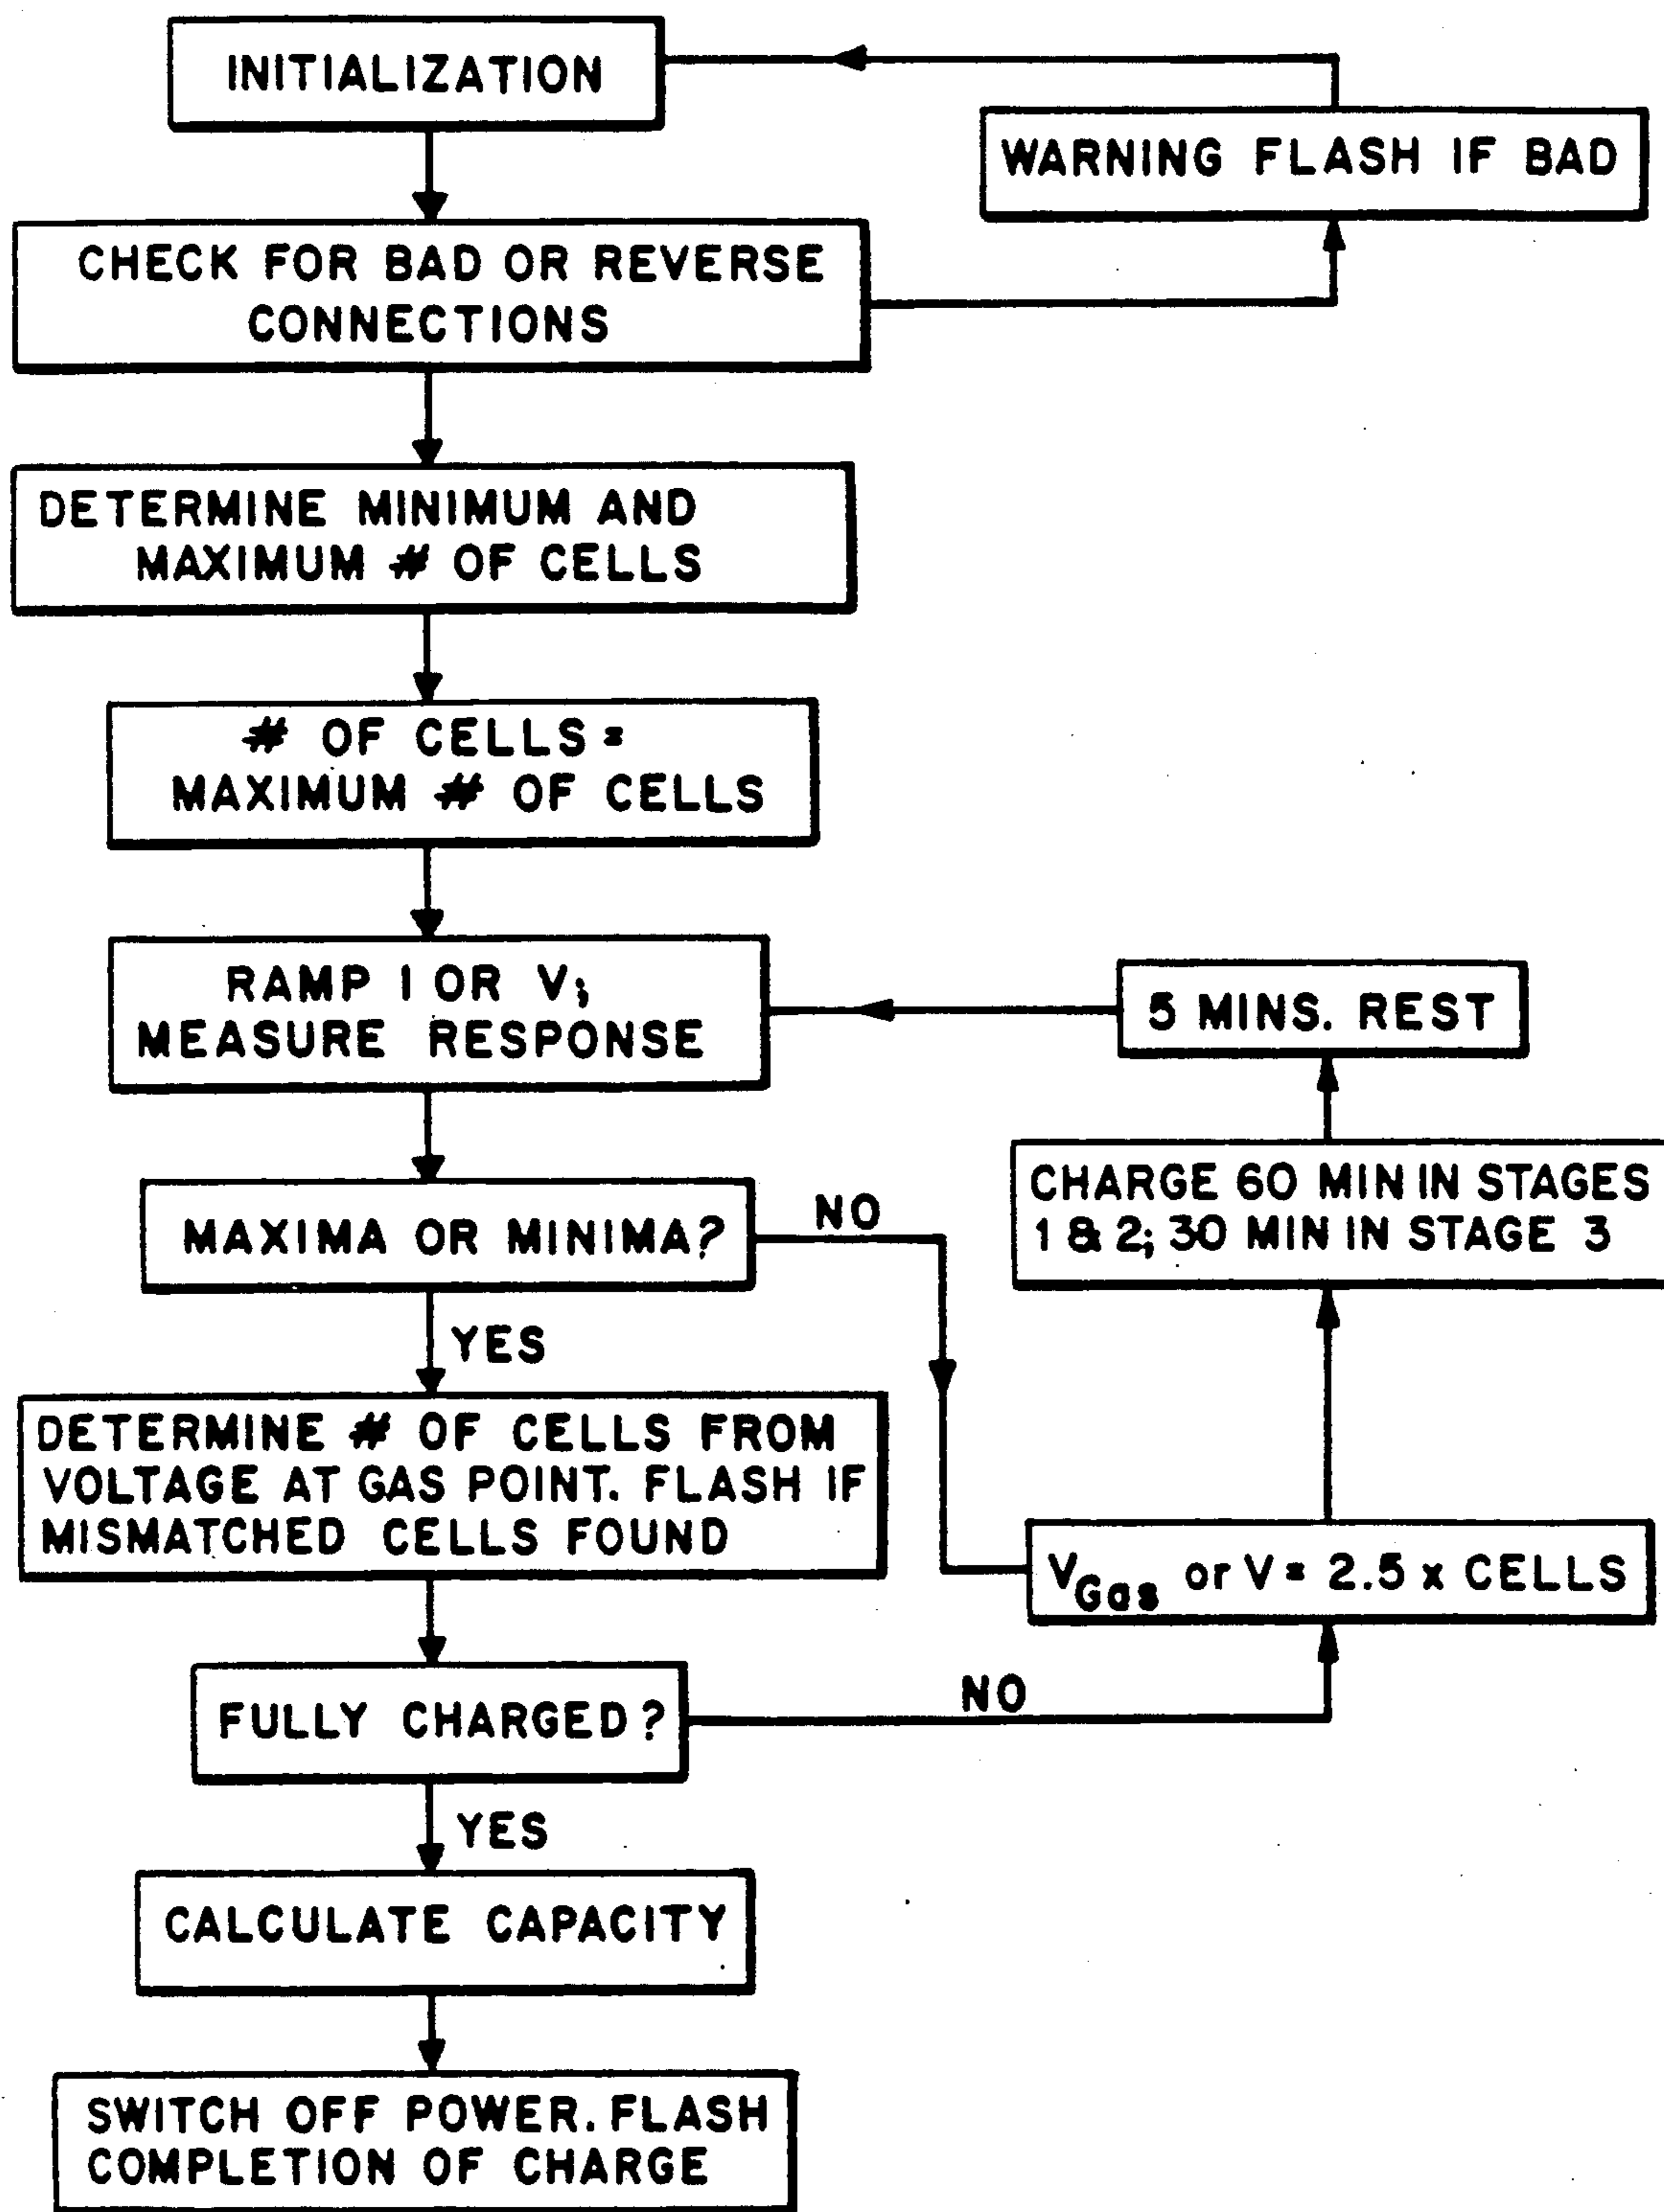 INITIALIZATION
WARNING FLASH IF BAD
CHECK FOR BAD OR REVERSE
CONNECTIONS
DETERMINE MINIMUM AND
MAXIMUM # OF CELLS
# OF CELLS =
MAXIMUM # OF CELLS
RAMP I OR V;
MEASURE RESPONSE
5 MINS. REST
CHARGE 60 MIN IN STAGES
1 & 2; 30 MIN IN STAGE 3
MAXIMA OR MINIMA?
NO
YES
DETERMINE # OF CELLS FROM
VOLTAGE AT GAS POINT. FLASH IF
MISMATCHED CELLS FOUND
VGas or V = 2.5 x CELLS
FULLY CHARGED?
NO
YES
CALCULATE CAPACITY
SWITCH OFF POWER. FLASH
COMPLETION OF CHARGE